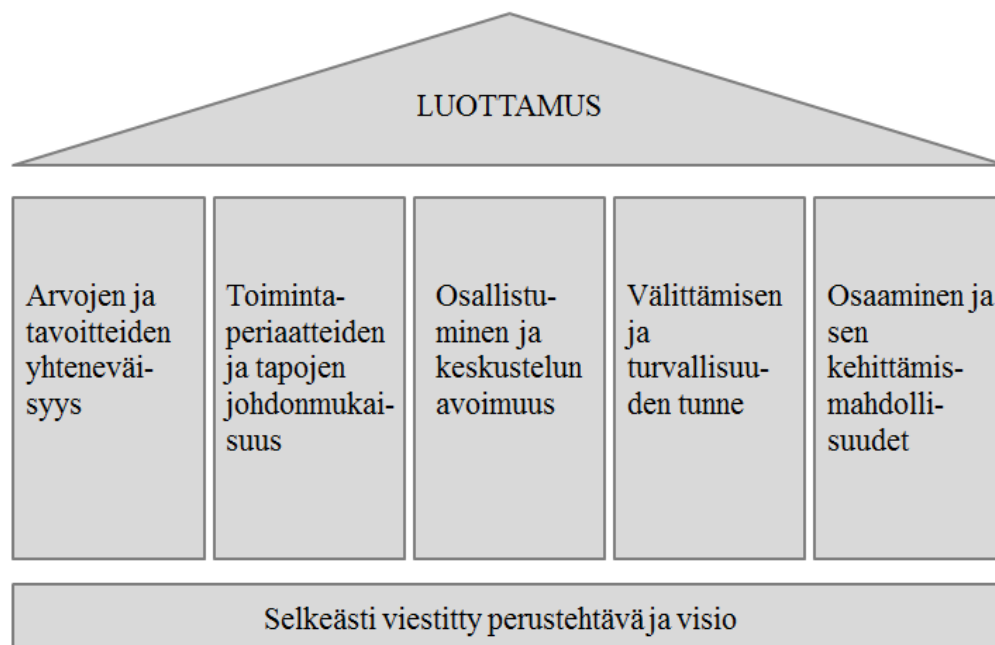 LUOTTAMUS
Arvojen ja
tavoitteiden
yhteneväi-
syys
Toiminta-
periaatteiden
ja tapojen
johdonmukai-
suus
Osallistu-
minen ja
keskustelun
avoimuus
Välittämisen
ja
turvallisuu-
den tunne
Osaaminen ja
sen
kehittämis-
mahdolli-
suudet
Selkeästi viestitty perustehtävä ja visio